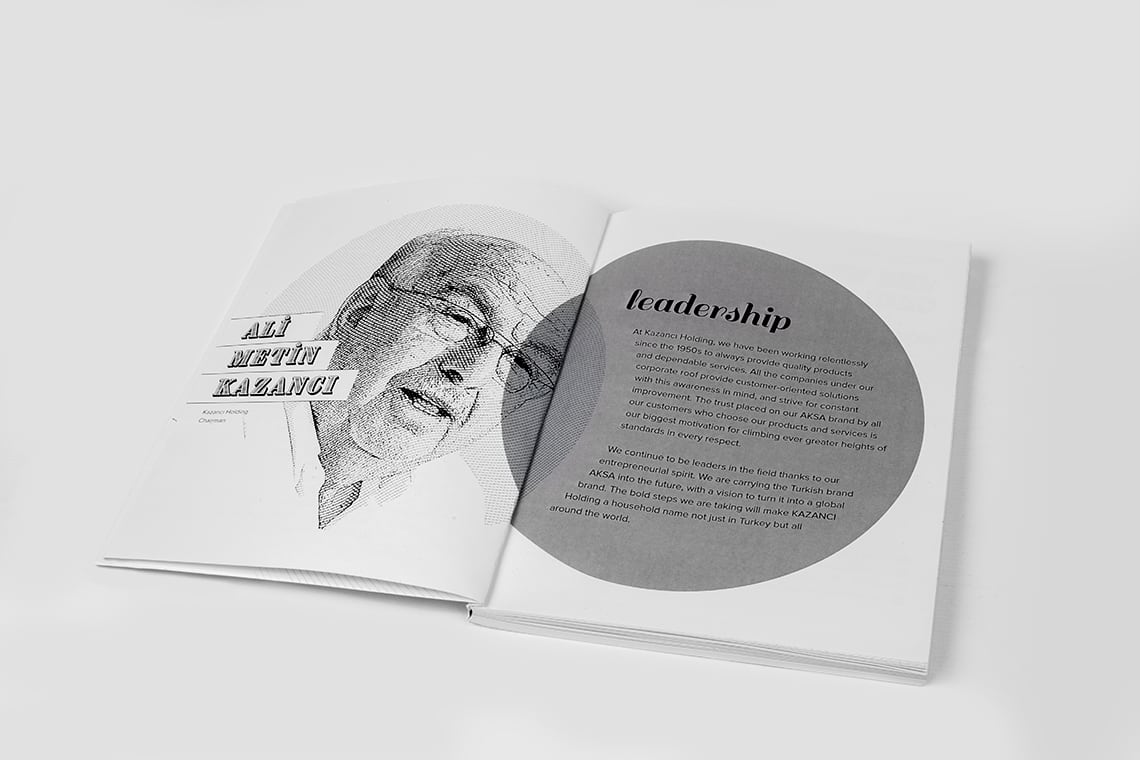 ALİ
METİN
KAZANCI
Kazancı Holding
Chairman
leadership
At Kazancı Holding, we have been working relentlessly
since the 1950s to always provide quality products
and dependable services. All the companies under our
corporate roof provide customer-oriented solutions
with this awareness in mind, and strive for constant
improvement. The trust placed on our AKSA brand by all
our customers who choose our products and services is
our biggest motivation for climbing ever greater heights of
standards in every respect.
We continue to be leaders in the field thanks to our
entrepreneurial spirit. We are carrying the Turkish brand
AKSA into the future, with a vision to turn it into a global
brand. The bold steps we are taking will make KAZANCI
Holding a household name not just in Turkey but all
around the world.